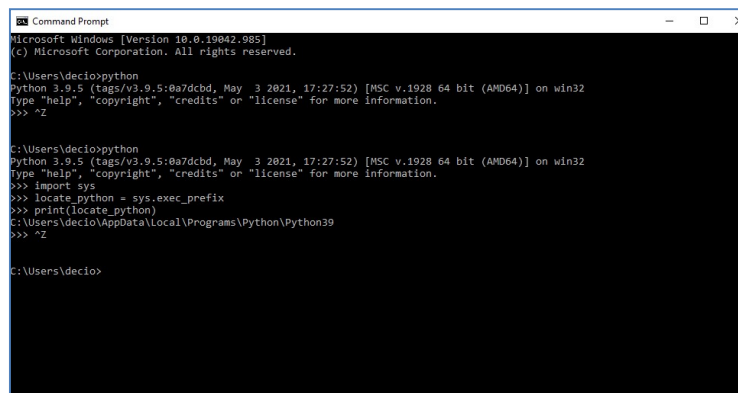 Command Prompt
Microsoft Windows [Version 10.0.19042.985]
(c) Microsoft Corporation. All rights reserved.
C:\Users\decio>python
Python 3.9.5 (tags/v3.9.5:0a7dcbd, May  3 2021, 17:27:52) [MSC v.1928 64 bit (AMD64)] on win32
Type "help", "copyright", "credits" or "license" for more information.
>>> ^Z
C:\Users\decio>python
Python 3.9.5 (tags/v3.9.5:0a7dcbd, May  3 2021, 17:27:52) [MSC v.1928 64 bit (AMD64)] on win32
Type "help", "copyright", "credits" or "license" for more information.
>>> import sys
>>> locate_python = sys.exec_prefix
>>> print(locate_python)
C:\Users\decio\AppData\Local\Programs\Python\Python39
>>> ^Z
C:\Users\decio>